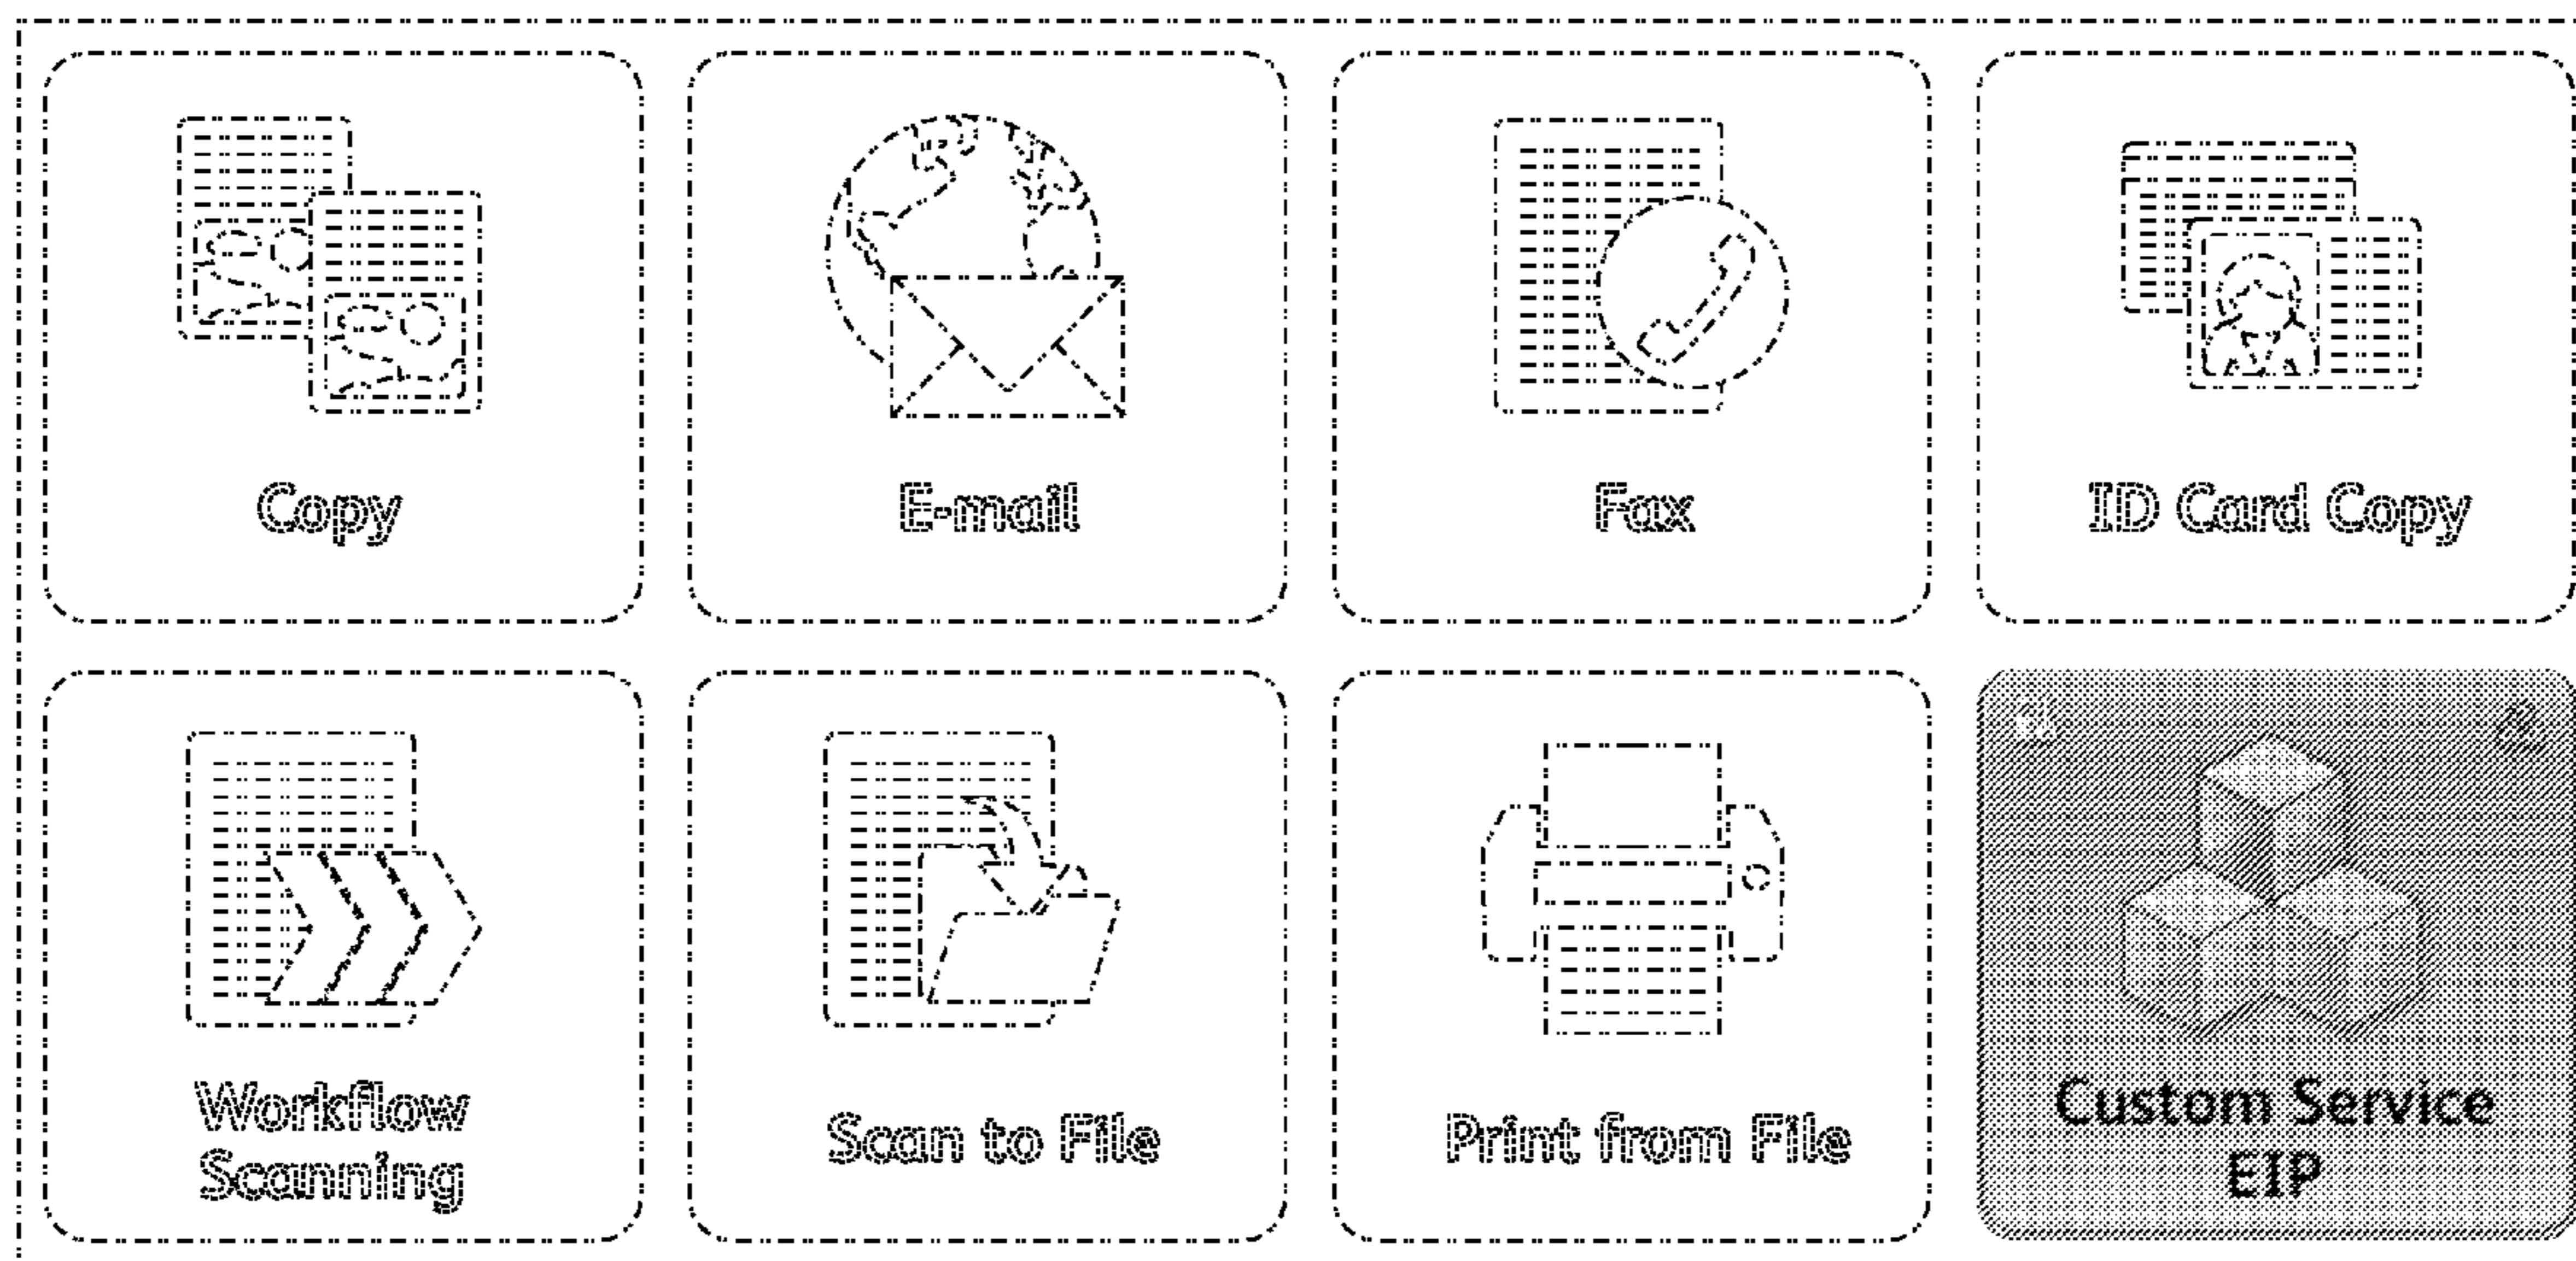 Copy
E-mail
Fax
ID Card Copy
Workflow
Scanning
Scan to File
Print from File
Custom Service
EIP